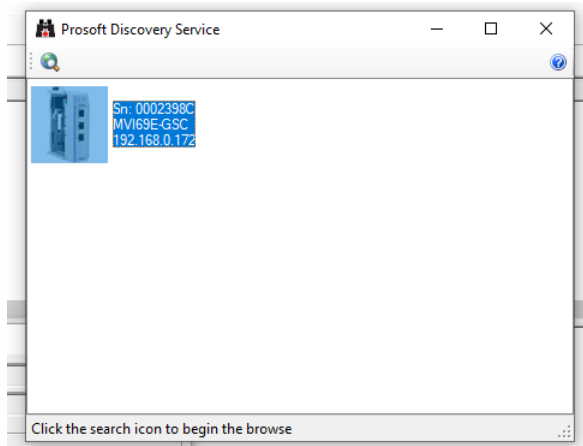 Prosoft Discovery Service
Sn: 0002398C
MVI69E-GSC
192.168.0.172
Click the search icon to begin the browse